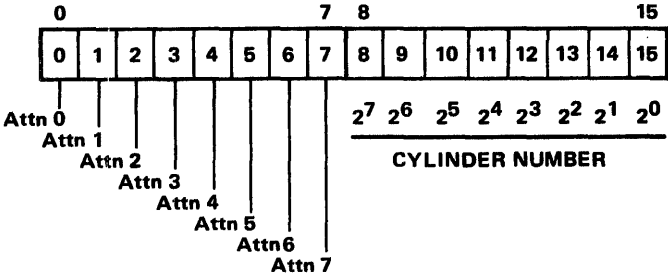 0 7 8 15
0 1 2 3 4 5 6 7 8 9 10 11 12 13 14 15
Attn 0
Attn 1
Attn 2
Attn 3
Attn 4
Attn 5
Attn6
Attn 7
2⁷ 2⁶ 2⁵ 2⁴ 2³ 2² 2¹ 2⁰
CYLINDER NUMBER